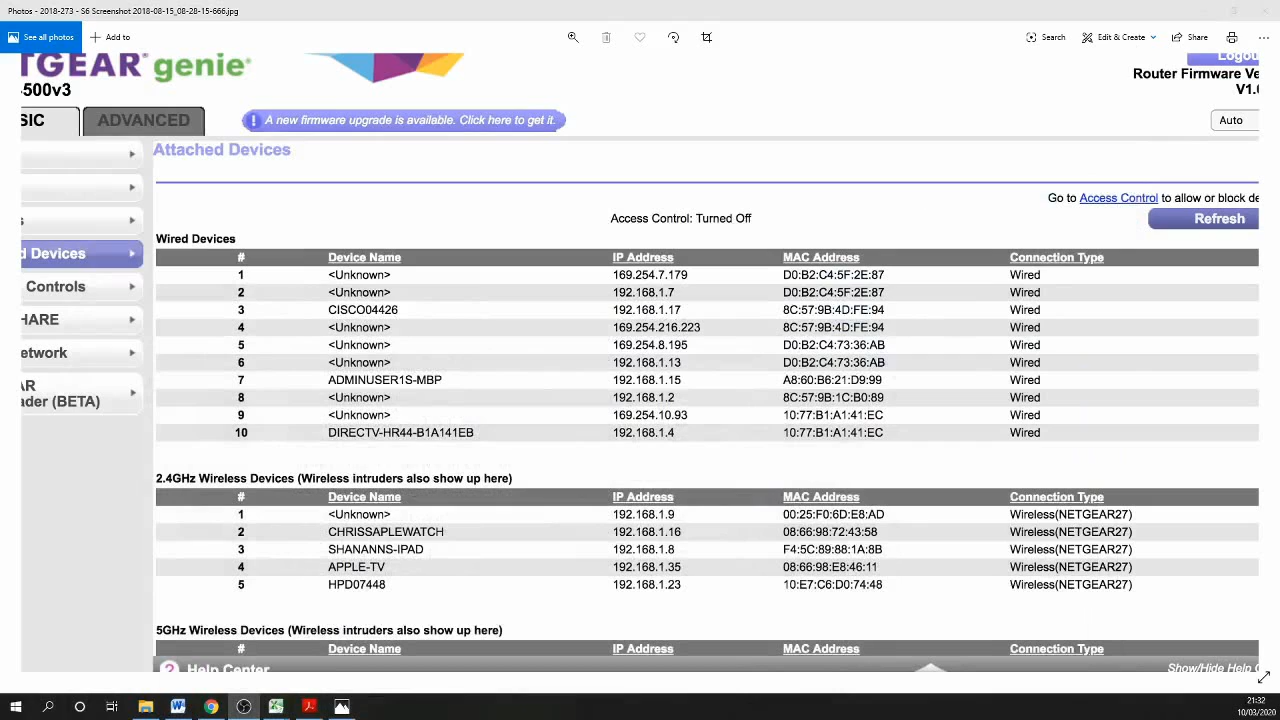 Photos - 2018-273 - S6 Screenshot 2018-08-15_08-28-15-666.jpg
See all photos + Add to Search Edit & Create Share
TGEAR® genie® Logou
4500v3 Router Firmware Ve
V1.0
SIC ADVANCED ! A new firmware upgrade is available. Click here to get it. Auto
Attached Devices
Go to Access Control to allow or block de
Access Control: Turned Off Refresh
d Devices
Controls
HARE
etwork
AR
ader (BETA)
Wired Devices
# Device Name IP Address MAC Address Connection Type
1 <Unknown> 169.254.7.179 D0:B2:C4:5F:2E:87 Wired
2 <Unknown> 192.168.1.7 D0:B2:C4:5F:2E:87 Wired
3 CISCO04426 192.168.1.17 8C:57:9B:4D:FE:94 Wired
4 <Unknown> 169.254.216.223 8C:57:9B:4D:FE:94 Wired
5 <Unknown> 169.254.8.195 D0:B2:C4:73:36:AB Wired
6 <Unknown> 192.168.1.13 D0:B2:C4:73:36:AB Wired
7 ADMINUSER1S-MBP 192.168.1.15 A8:60:B6:21:D9:99 Wired
8 <Unknown> 192.168.1.2 8C:57:9B:1C:B0:89 Wired
9 <Unknown> 169.254.10.93 10:77:B1:A1:41:EC Wired
10 DIRECTV-HR44-B1A141EB 192.168.1.4 10:77:B1:A1:41:EC Wired
2.4GHz Wireless Devices (Wireless intruders also show up here)
# Device Name IP Address MAC Address Connection Type
1 <Unknown> 192.168.1.9 00:25:F0:6D:E8:AD Wireless(NETGEAR27)
2 CHRISSAPLEWATCH 192.168.1.16 08:66:98:72:43:58 Wireless(NETGEAR27)
3 SHANANNS-IPAD 192.168.1.8 F4:5C:89:88:1A:8B Wireless(NETGEAR27)
4 APPLE-TV 192.168.1.35 08:66:98:E8:46:11 Wireless(NETGEAR27)
5 HPD07448 192.168.1.23 10:E7:C6:D0:74:48 Wireless(NETGEAR27)
5GHz Wireless Devices (Wireless intruders also show up here)
# Device Name IP Address MAC Address Connection Type
? Help Center Show/Hide Help C
21:32
10/03/2020